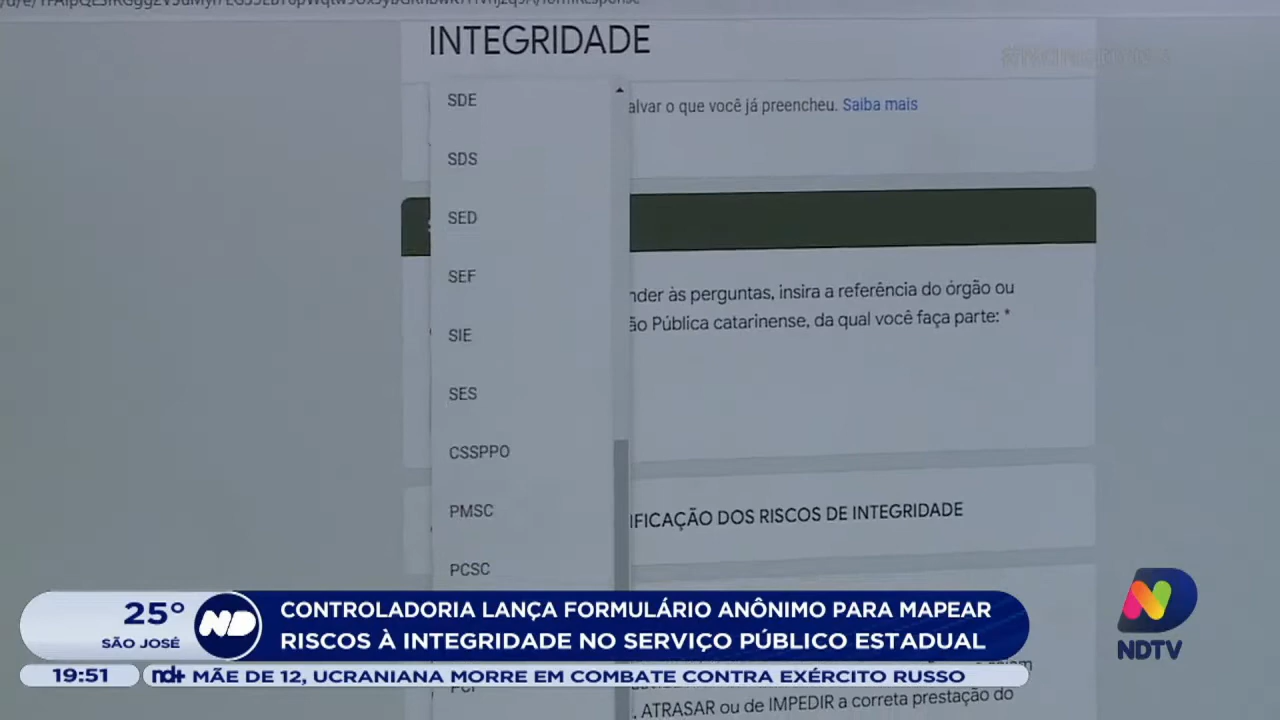 INTEGRIDADE
SDE
alvar o que você já preencheu. Saiba mais
SDS
SED
SEF
nder às perguntas, insira a referência do órgão ou
ão Pública catarinense, da qual você faça parte: *
SIE
SES
CSSPPO
PMSC
IFICAÇÃO DOS RISCOS DE INTEGRIDADE
PCSC
25°
SÃO JOSÉ
ND
CONTROLADORIA LANÇA FORMULÁRIO ANÔNIMO PARA MAPEAR
RISCOS À INTEGRIDADE NO SERVIÇO PÚBLICO ESTADUAL
N
NDTV
19:51
nd+ MÃE DE 12, UCRANIANA MORRE EM COMBATE CONTRA EXÉRCITO RUSSO
, ATRASAR ou de IMPEDIR a correta prestação do